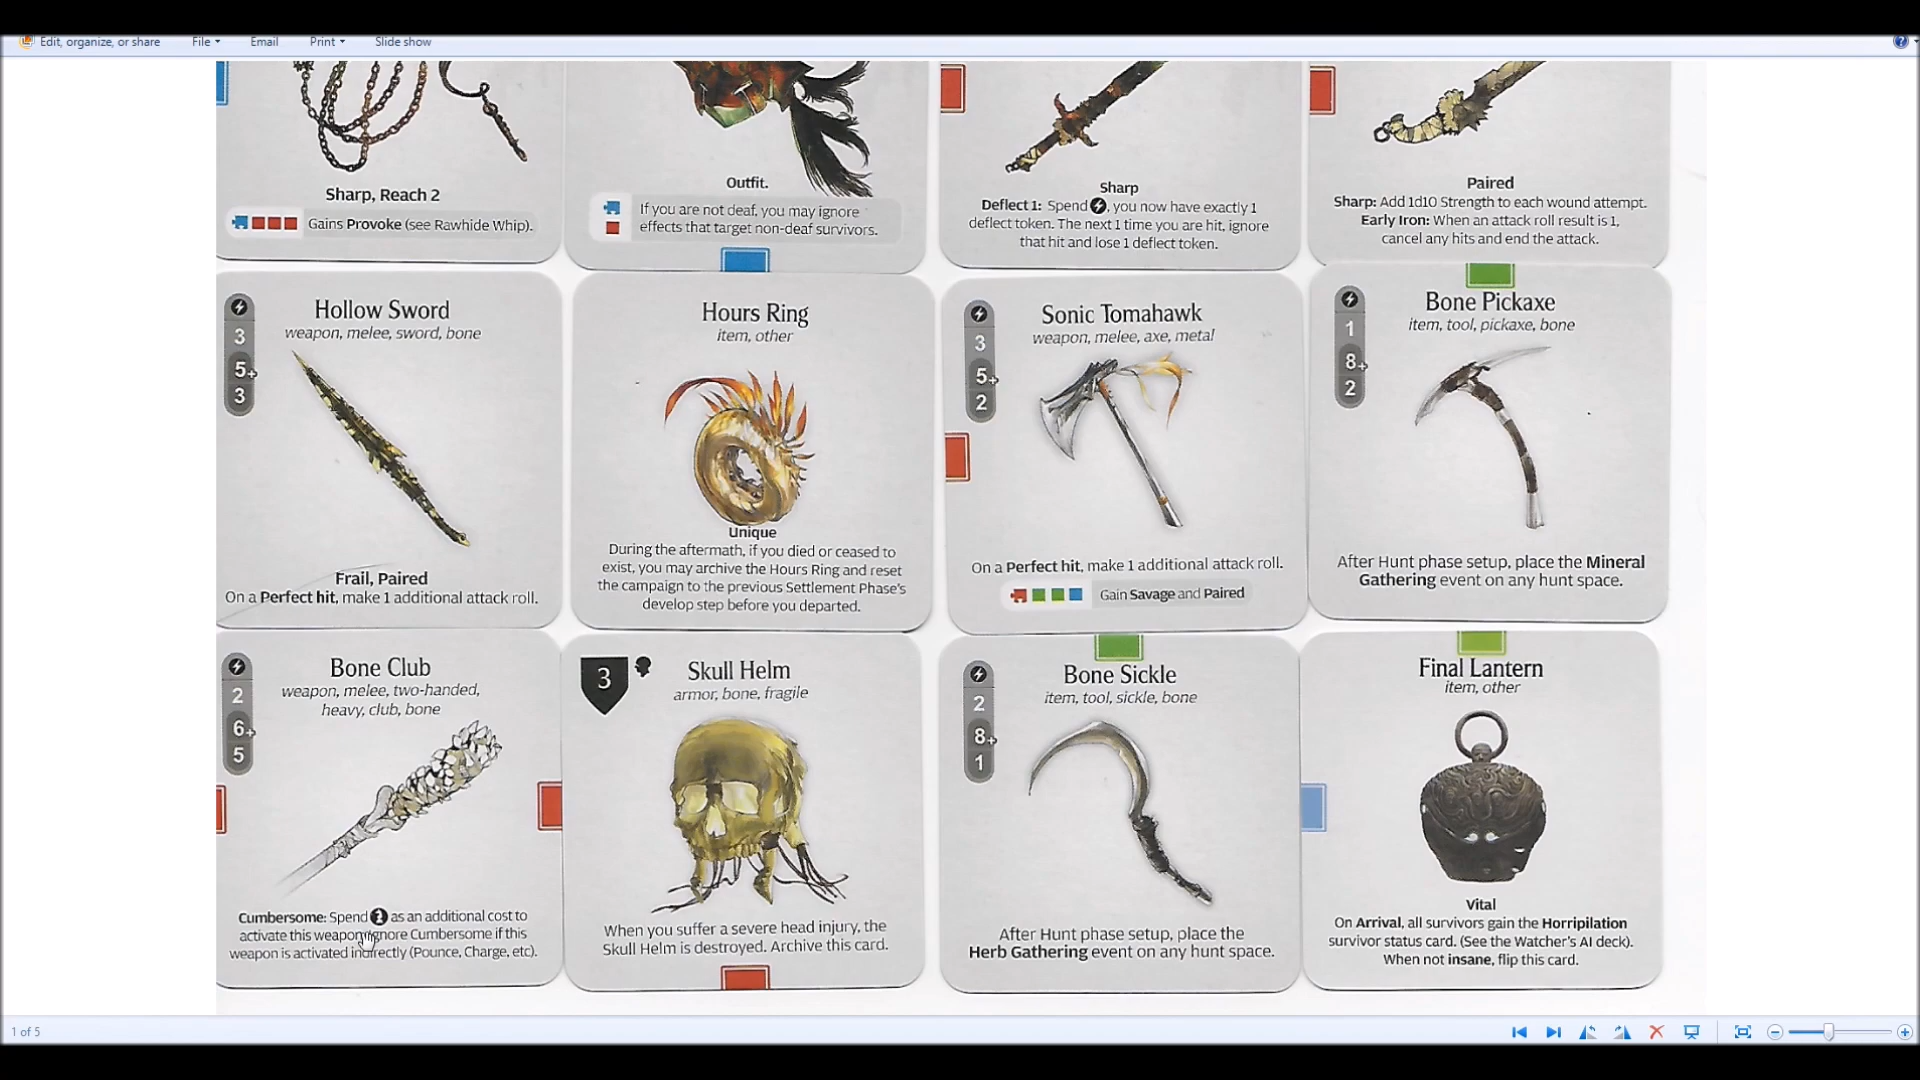 Edit, organize, or share
File
Email
Print
Slide show
?
Sharp, Reach 2
Gains Provoke (see Rawhide Whip).
Outfit.
If you are not deaf, you may ignore
effects that target non-deaf survivors.
Sharp
Deflect 1: Spend , you now have exactly 1
deflect token. The next 1 time you are hit, ignore
that hit and lose 1 deflect token.
Paired
Sharp: Add 1d10 Strength to each wound attempt.
Early Iron: When an attack roll result is 1,
cancel any hits and end the attack.
3
5+
3
Hollow Sword
weapon, melee, sword, bone
Frail, Paired
On a Perfect hit, make 1 additional attack roll.
Hours Ring
item, other
Unique
During the aftermath, if you died or ceased to
exist, you may archive the Hours Ring and reset
the campaign to the previous Settlement Phase's
develop step before you departed.
3
5+
2
Sonic Tomahawk
weapon, melee, axe, metal
On a Perfect hit, make 1 additional attack roll.
Gain Savage and Paired
1
8+
2
Bone Pickaxe
item, tool, pickaxe, bone
After Hunt phase setup, place the Mineral
Gathering event on any hunt space.
2
6+
5
Bone Club
weapon, melee, two-handed,
heavy, club, bone
Cumbersome: Spend as an additional cost to
activate this weapon ignore Cumbersome if this
weapon is activated indirectly (Pounce, Charge, etc).
3
Skull Helm
armor, bone, fragile
When you suffer a severe head injury, the
Skull Helm is destroyed. Archive this card.
2
8+
1
Bone Sickle
item, tool, sickle, bone
After Hunt phase setup, place the
Herb Gathering event on any hunt space.
Final Lantern
item, other
Vital
On Arrival, all survivors gain the Horripilation
survivor status card. (See the Watcher's AI deck).
When not insane, flip this card.
1 of 5